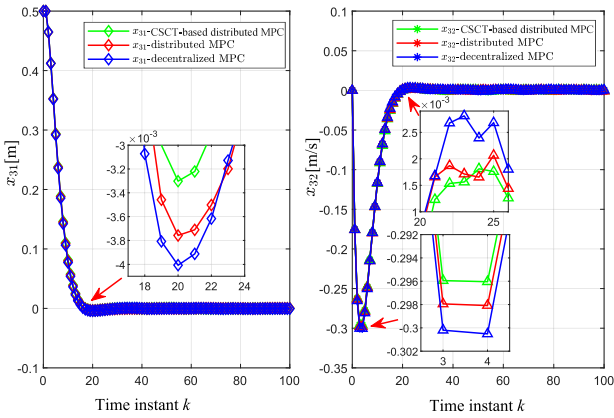 x31-CSCT-based distributed MPC
x31-distributed MPC
x31-decentralized MPC
0.5
0.4
0.3
0.2
0.1
0
-0.1
x31[m]
×10^-3
-3
-3.2
-3.4
-3.6
-3.8
-4
18 20 22 24
0 20 40 60 80 100
Time instant k
x32-CSCT-based distributed MPC
x32-distributed MPC
x32-decentralized MPC
0.1
0.05
0
-0.05
-0.1
-0.15
-0.2
-0.25
-0.3
-0.35
x32[m/s]
×10^-3
2.5
2
1.5
1
20 25
-0.292
-0.294
-0.296
-0.298
-0.3
-0.302
3 4
0 20 40 60 80 100
Time instant k